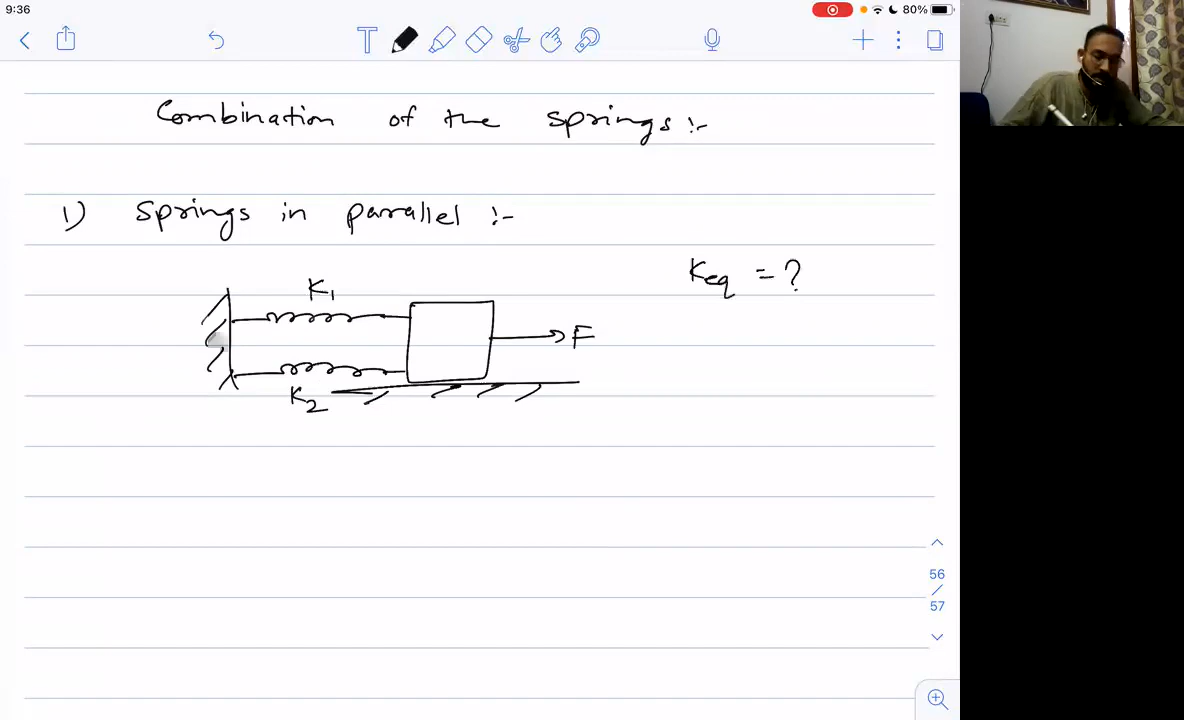 9:36
80%
T
Combination of the springs :-
1) Springs in parallel :-
Keq = ?
K1
F
K2
56
/
57